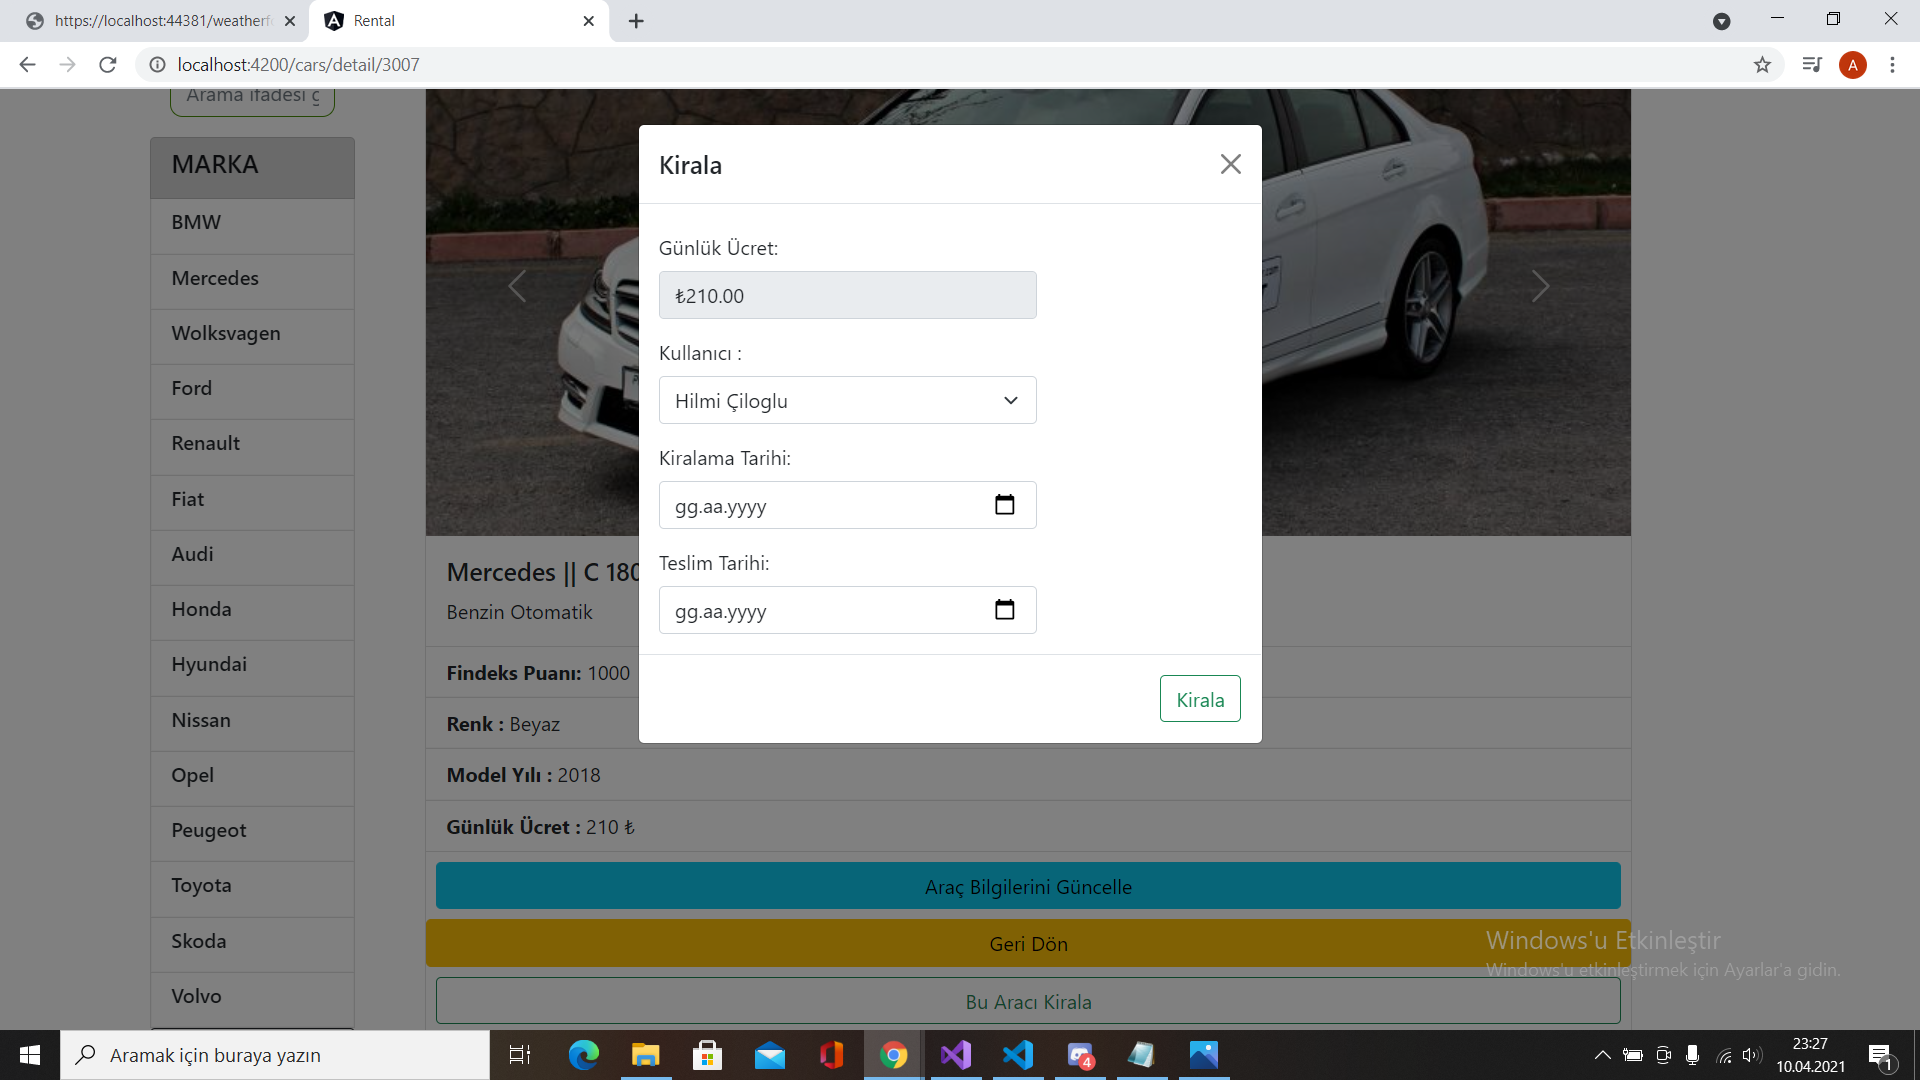 https://localhost:44381/weatherf
Rental
localhost:4200/cars/detail/3007
A
Arama ifadesi g
MARKA
BMW
Mercedes
Wolksvagen
Ford
Renault
Fiat
Audi
Honda
Hyundai
Nissan
Opel
Peugeot
Toyota
Skoda
Volvo
Kirala
Günlük Ücret:
₺210.00
Kullanıcı :
Hilmi Çiloglu
Kiralama Tarihi:
gg.aa.yyyy
Teslim Tarihi:
gg.aa.yyyy
Kirala
Mercedes || C 180
Benzin Otomatik
Findeks Puanı: 1000
Renk : Beyaz
Model Yılı : 2018
Günlük Ücret : 210 ₺
Araç Bilgilerini Güncelle
Geri Dön
Bu Aracı Kirala
Windows'u Etkinleştir
Windows'u etkinleştirmek için Ayarlar'a gidin.
Aramak için buraya yazın
4
23:27
10.04.2021
1